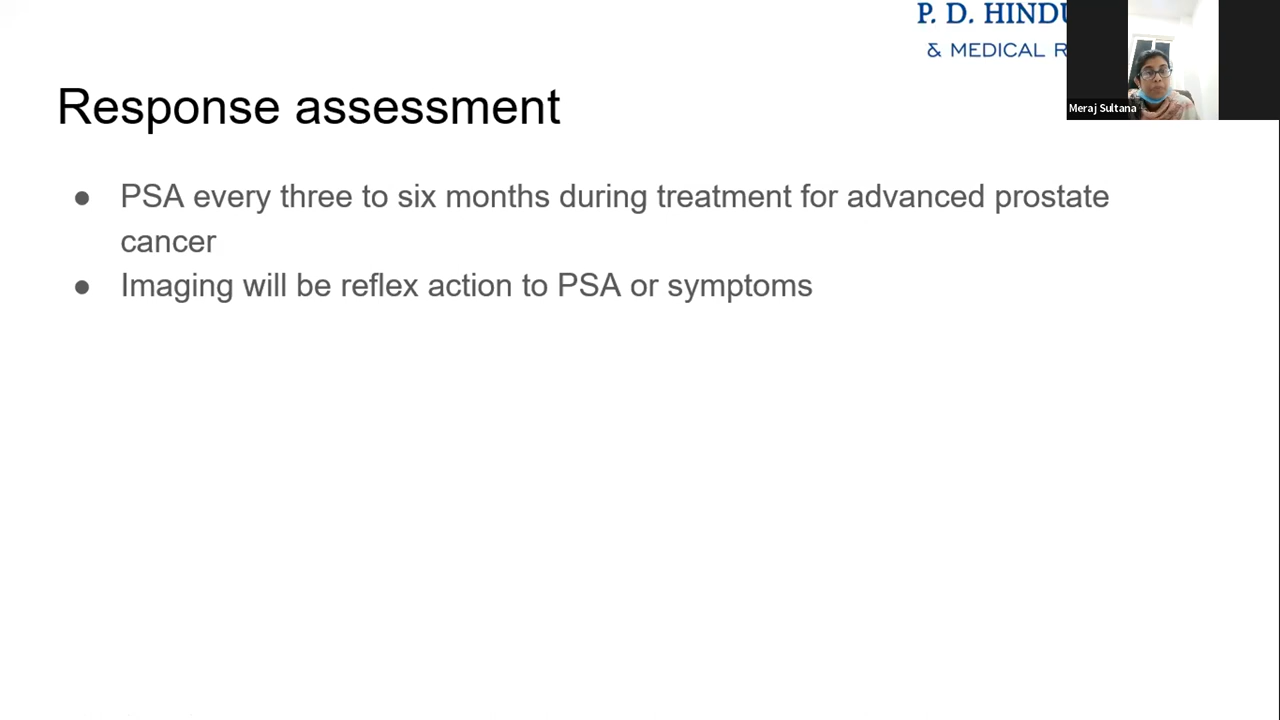 P. D. HINDU
& MEDICAL R
Meraj Sultana
Response assessment
● PSA every three to six months during treatment for advanced prostate
cancer
● Imaging will be reflex action to PSA or symptoms